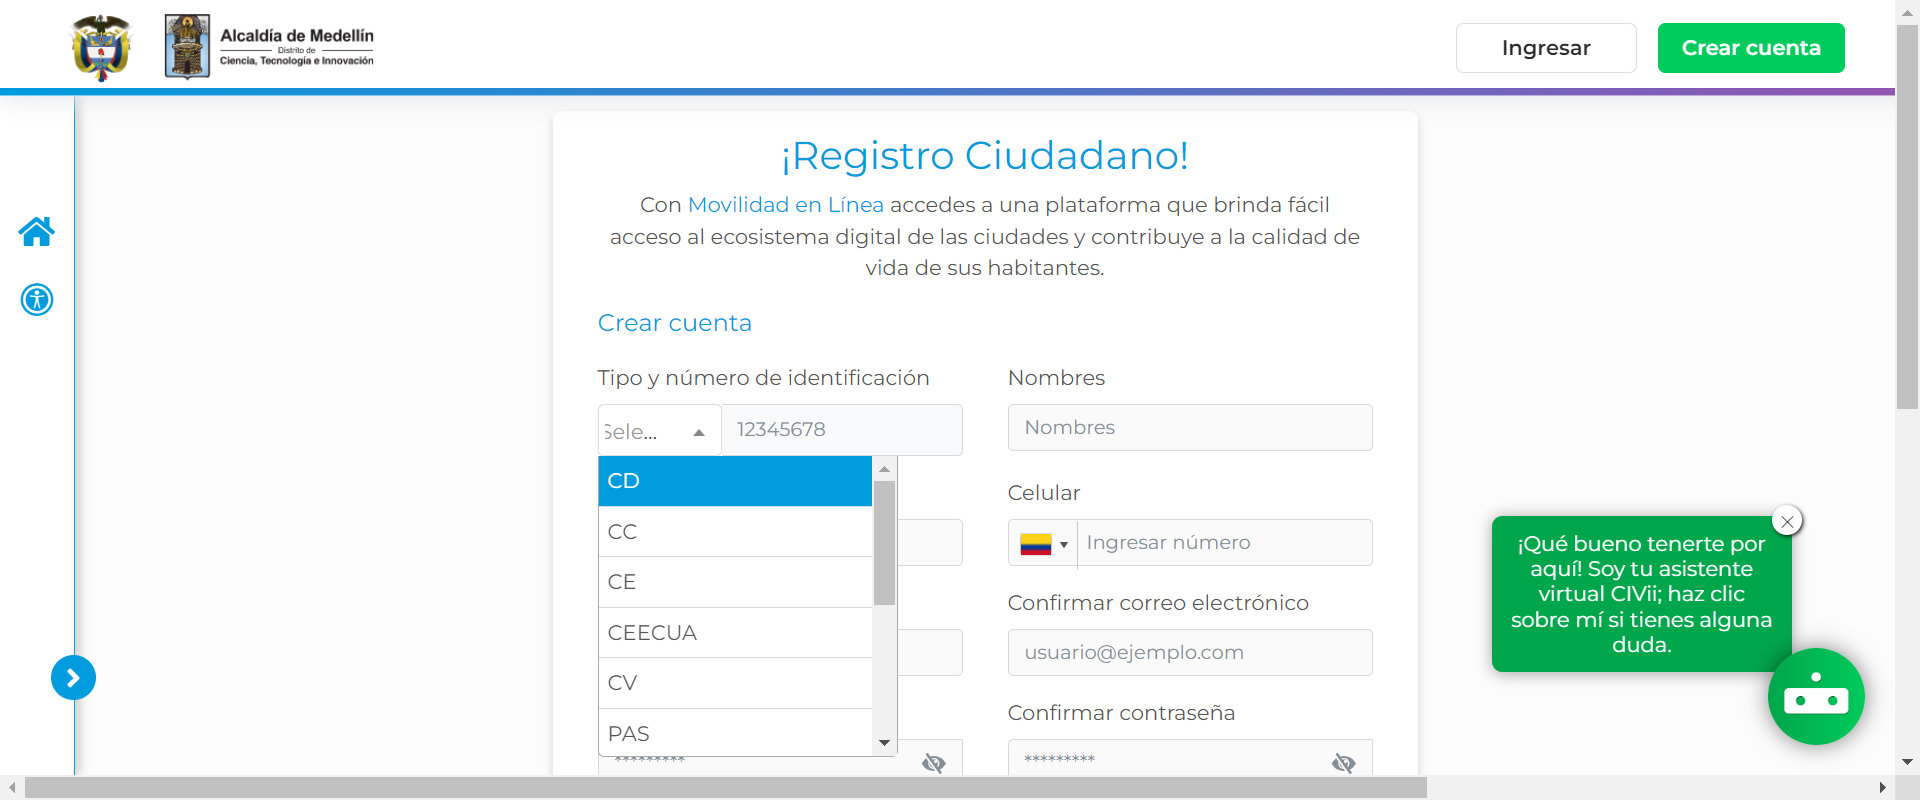 Alcaldía de Medellín
Distrito de
Ciencia, Tecnología e Innovación
Ingresar
Crear cuenta
¡Registro Ciudadano!
Con Movilidad en Línea accedes a una plataforma que brinda fácil
acceso al ecosistema digital de las ciudades y contribuye a la calidad de
vida de sus habitantes.
Crear cuenta
Tipo y número de identificación
Nombres
Sele...
12345678
Nombres
CD
CC
CE
CEECUA
CV
PAS
Celular
Ingresar número
Confirmar correo electrónico
usuario@ejemplo.com
Confirmar contraseña
*********
*********
¡Qué bueno tenerte por
aquí! Soy tu asistente
virtual CIVii; haz clic
sobre mí si tienes alguna
duda.